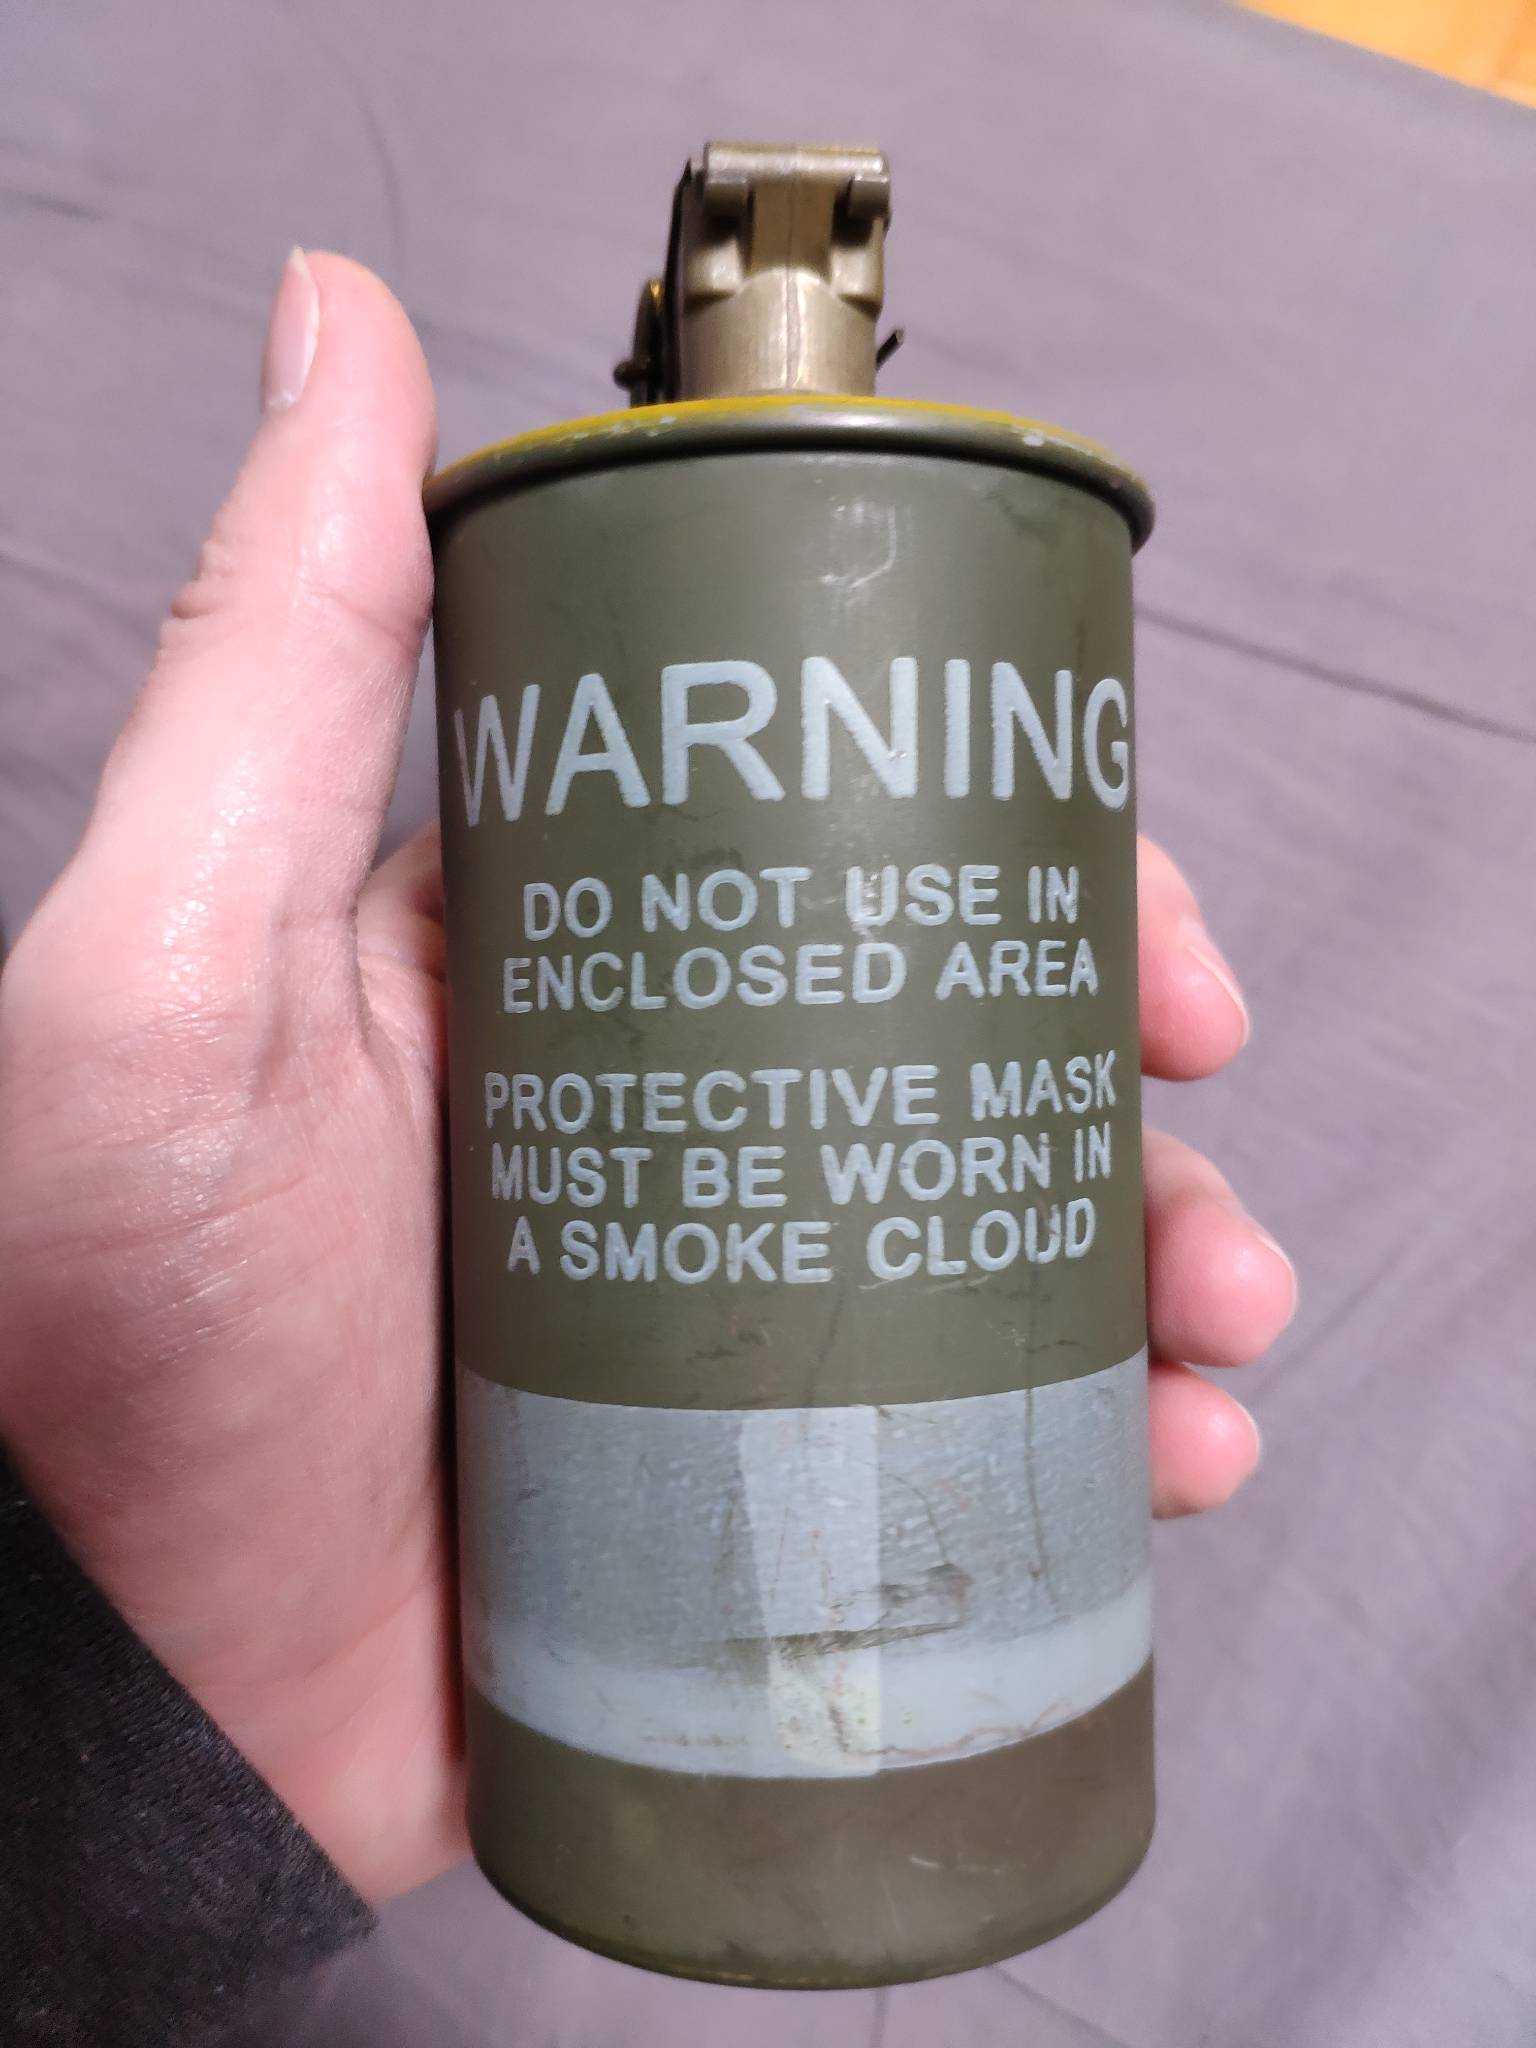 WARNING
DO NOT USE IN
ENCLOSED AREA
PROTECTIVE MASK
MUST BE WORN IN
A SMOKE CLOUD